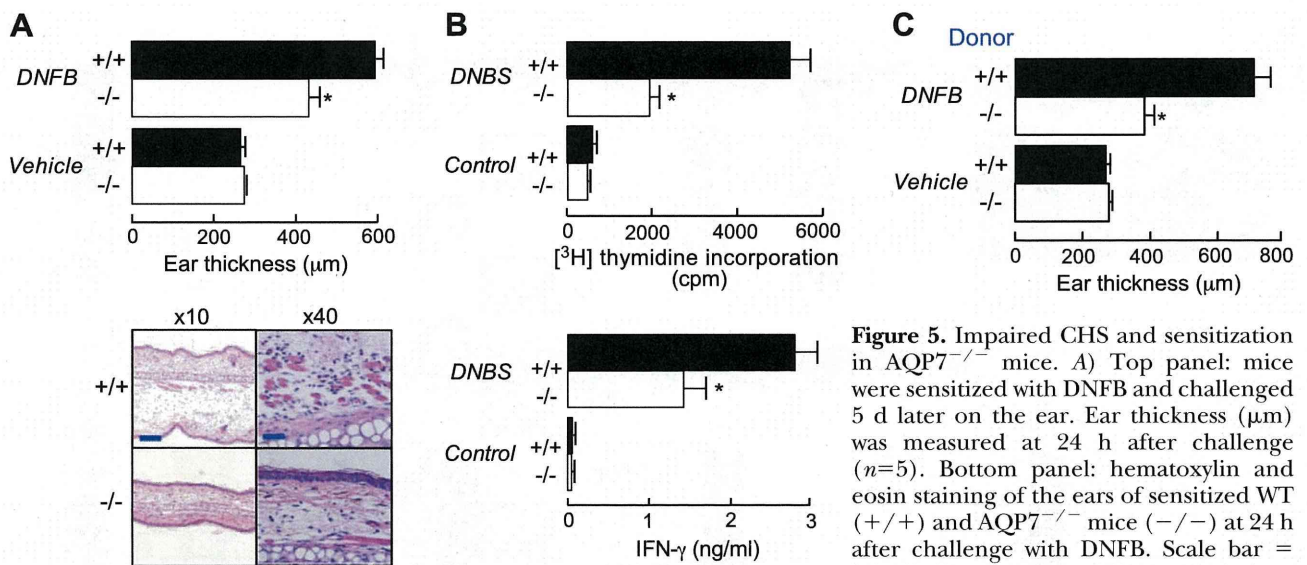 A
DNFB
+/+
-/- *
Vehicle
+/+
-/-
0 200 400 600
Ear thickness (μm)
x10 x40
+/+
-/-
B
DNBS
+/+
-/- *
Control
+/+
-/-
0 2000 4000 6000
[³H] thymidine incorporation
(cpm)
DNBS
+/+
-/- *
Control
+/+
-/-
0 1 2 3
IFN-γ (ng/ml)
C
Donor
DNFB
+/+
-/- *
Vehicle
+/+
-/-
0 200 400 600 800
Ear thickness (μm)
Figure 5. Impaired CHS and sensitization
in AQP7⁻/⁻ mice. A) Top panel: mice
were sensitized with DNFB and challenged
5 d later on the ear. Ear thickness (μm)
was measured at 24 h after challenge
(n=5). Bottom panel: hematoxylin and
eosin staining of the ears of sensitized WT
(+/+) and AQP7⁻/⁻ mice (−/−) at 24 h
after challenge with DNFB. Scale bar =